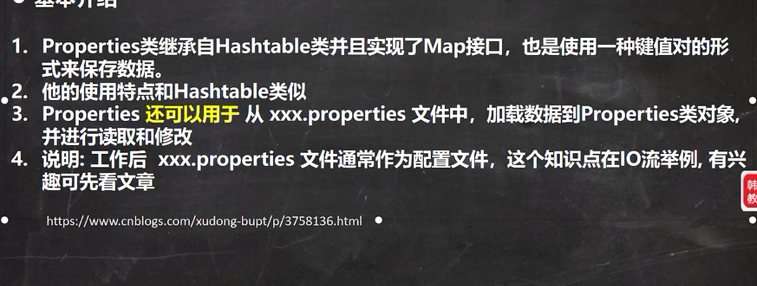 基本介绍
1. Properties类继承自Hashtable类并且实现了Map接口，也是使用一种键值对的形
式来保存数据。
2. 他的使用特点和Hashtable类似
3. Properties 还可以用于 从 xxx.properties 文件中，加载数据到Properties类对象,
并进行读取和修改
4. 说明: 工作后 xxx.properties 文件通常作为配置文件，这个知识点在IO流举例, 有兴
趣可先看文章
韩
教
https://www.cnblogs.com/xudong-bupt/p/3758136.html